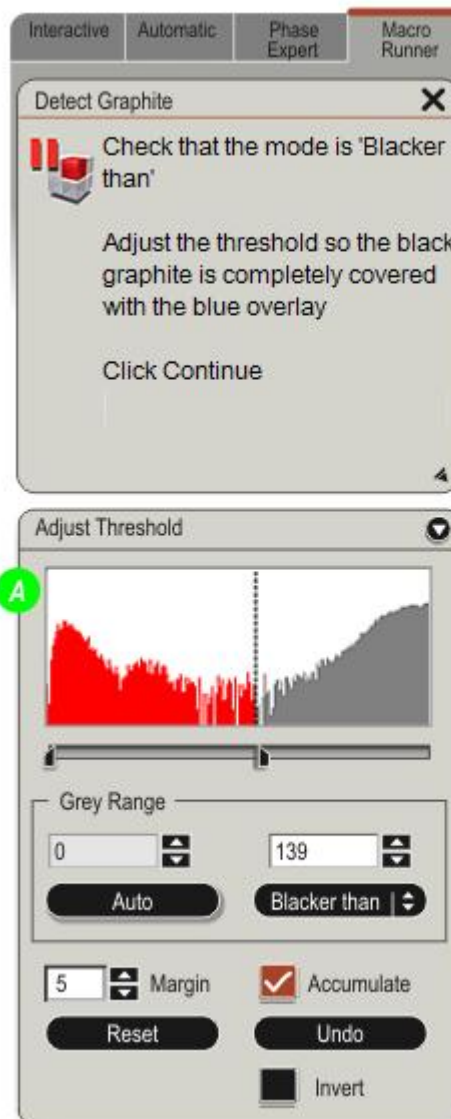 Interactive
Automatic
Phase
Expert
Macro
Runner
Detect Graphite
Check that the mode is 'Blacker
than'
Adjust the threshold so the black
graphite is completely covered
with the blue overlay
Click Continue
Adjust Threshold
A
Grey Range
0
139
Auto
Blacker than
5
Margin
Accumulate
Reset
Undo
Invert